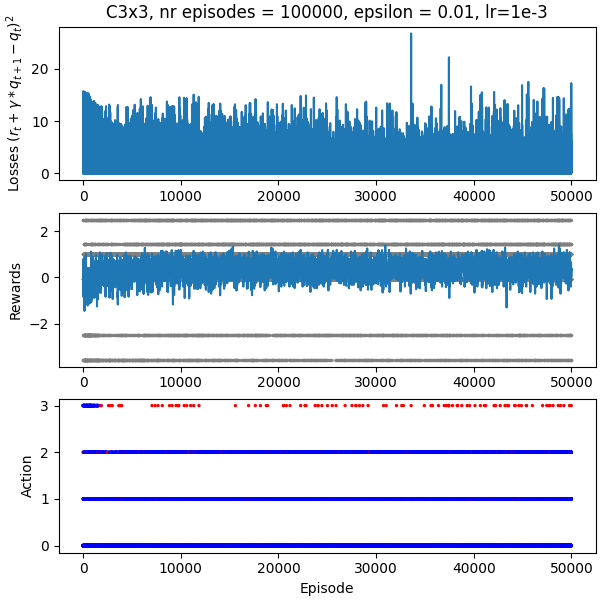 C3x3, nr episodes = 100000, epsilon = 0.01, lr=1e-3
Losses $(r_t + \gamma * q_{t+1} - q_t)^2$
20
10
0
0 10000 20000 30000 40000 50000
Rewards
2
0
−2
0 10000 20000 30000 40000 50000
Action
3
2
1
0
0 10000 20000 30000 40000 50000
Episode